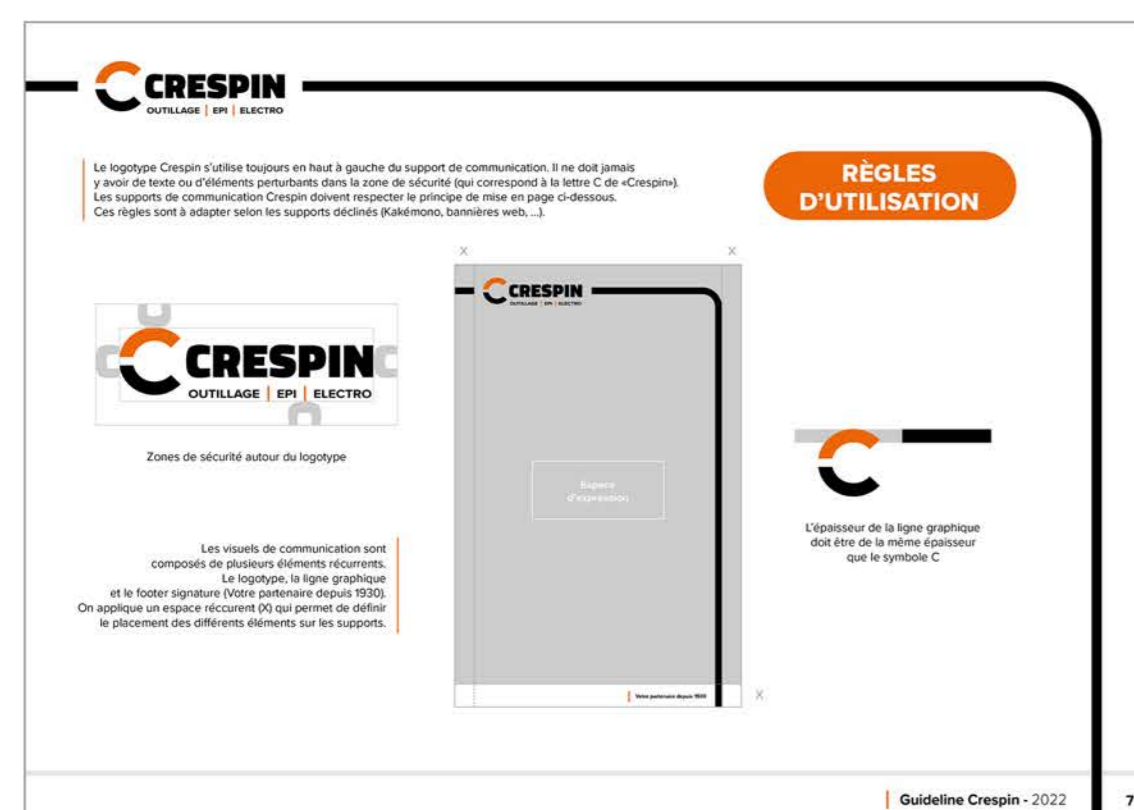 CRESPIN
OUTILLAGE | EPI | ELECTRO
Le logotype Crespin s'utilise toujours en haut à gauche du support de communication. Il ne doit jamais
y avoir de texte ou d'éléments perturbants dans la zone de sécurité (qui correspond à la lettre C de «Crespin»).
Les supports de communication Crespin doivent respecter le principe de mise en page ci-dessous.
Ces règles sont à adapter selon les supports déclinés (Kakémono, bannières web, ...).
RÈGLES
D'UTILISATION
X X
CRESPIN
OUTILLAGE | EPI | ELECTRO
CRESPIN
OUTILLAGE | EPI | ELECTRO
Zones de sécurité autour du logotype
Espace
d'expression
L'épaisseur de la ligne graphique
doit être de la même épaisseur
que le symbole C
Les visuels de communication sont
composés de plusieurs éléments récurrents.
Le logotype, la ligne graphique
et le footer signature (Votre partenaire depuis 1930).
On applique un espace réccurent (X) qui permet de définir
le placement des différents éléments sur les supports.
Votre partenaire depuis 1930
X
Guideline Crespin - 2022
7